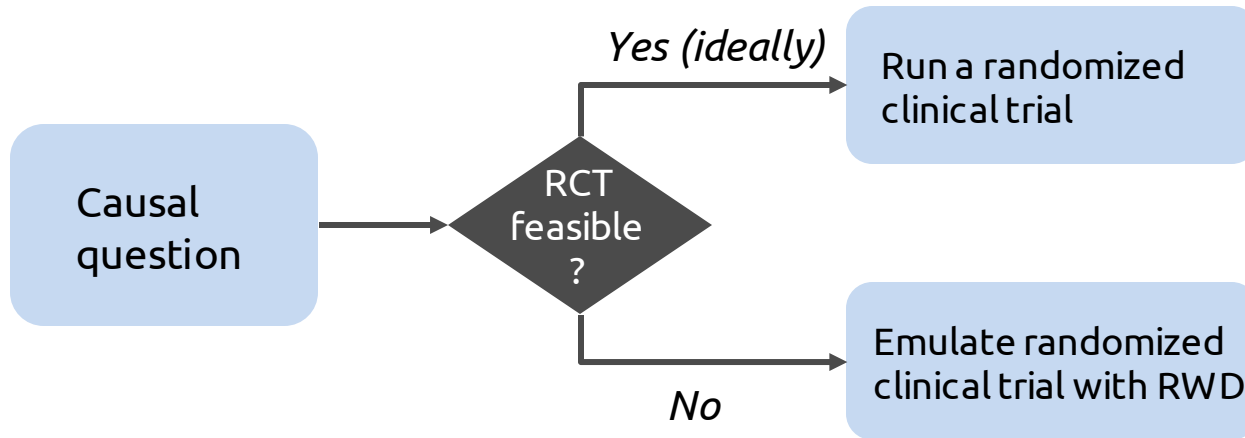 Yes (ideally)
Run a randomized
clinical trial
Causal
question
RCT
feasible
?
Emulate randomized
clinical trial with RWD
No